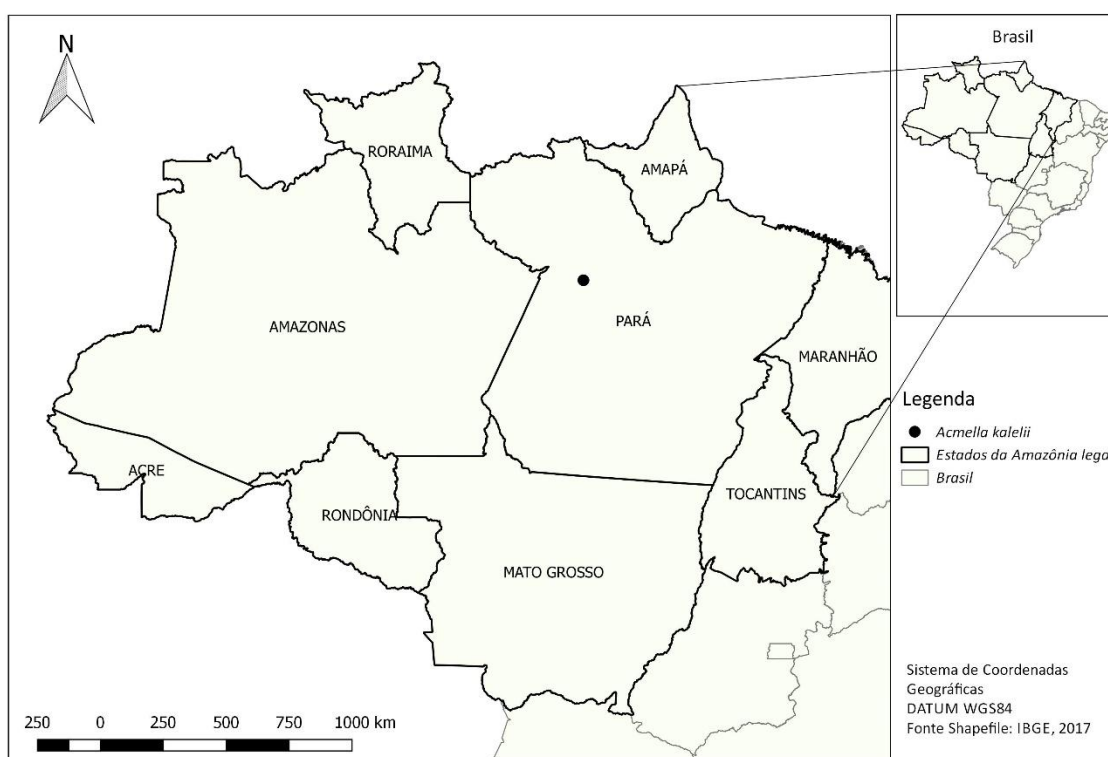 N
RORAIMA
AMAPÁ
AMAZONAS
PARÁ
MARANHÃO
ACRE
RONDÔNIA
TOCANTINS
MATO GROSSO
250 0 250 500 750 1000 km
Brasil
Legenda
Acmella kalelii
Estados da Amazônia lega
Brasil
Sistema de Coordenadas
Geográficas
DATUM WGS84
Fonte Shapefile: IBGE, 2017